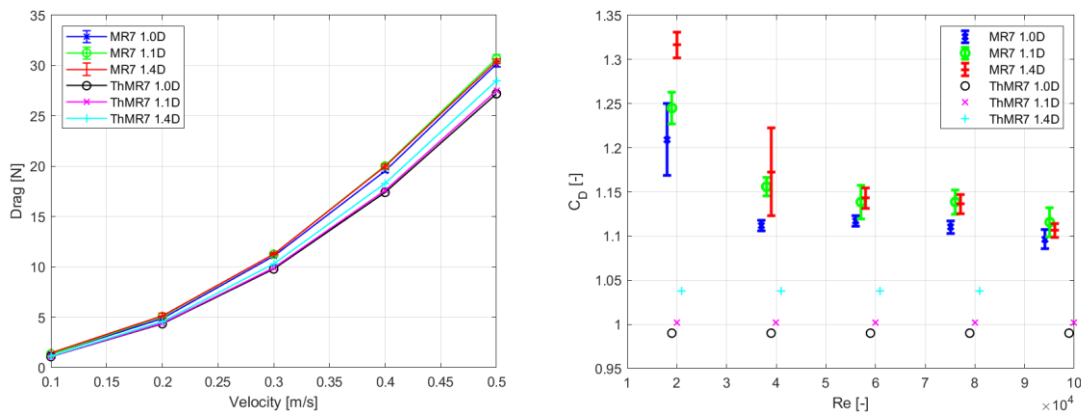 35
30
25
20
15
10
5
0
Drag [N]
MR7 1.0D
MR7 1.1D
MR7 1.4D
ThMR7 1.0D
ThMR7 1.1D
ThMR7 1.4D
0.1 0.15 0.2 0.25 0.3 0.35 0.4 0.45 0.5
Velocity [m/s]
1.35
1.3
1.25
1.2
1.15
1.1
1.05
1
0.95
C_D [-]
MR7 1.0D
MR7 1.1D
MR7 1.4D
ThMR7 1.0D
ThMR7 1.1D
ThMR7 1.4D
1 2 3 4 5 6 7 8 9 10
Re [-]
×10⁴